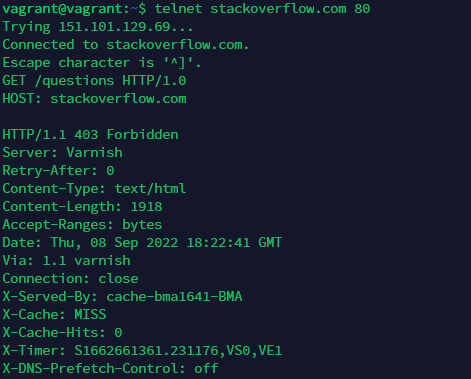 vagrant@vagrant:~$ telnet stackoverflow.com 80
Trying 151.101.129.69...
Connected to stackoverflow.com.
Escape character is '^]'.
GET /questions HTTP/1.0
HOST: stackoverflow.com

HTTP/1.1 403 Forbidden
Server: Varnish
Retry-After: 0
Content-Type: text/html
Content-Length: 1918
Accept-Ranges: bytes
Date: Thu, 08 Sep 2022 18:22:41 GMT
Via: 1.1 varnish
Connection: close
X-Served-By: cache-bma1641-BMA
X-Cache: MISS
X-Cache-Hits: 0
X-Timer: S1662661361.231176,VS0,VE1
X-DNS-Prefetch-Control: off